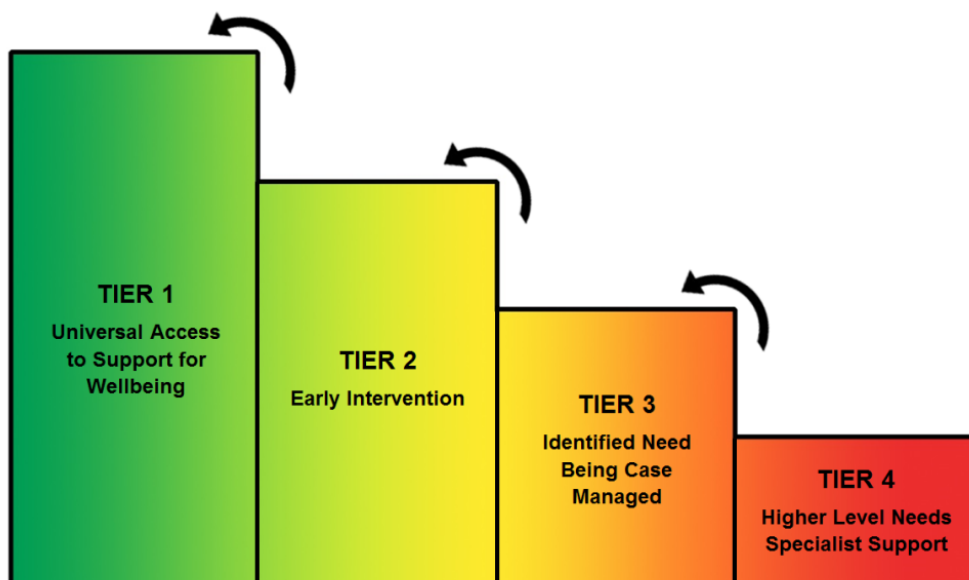 TIER 1
Universal Access
to Support for
Wellbeing
TIER 2
Early Intervention
TIER 3
Identified Need
Being Case
Managed
TIER 4
Higher Level Needs
Specialist Support